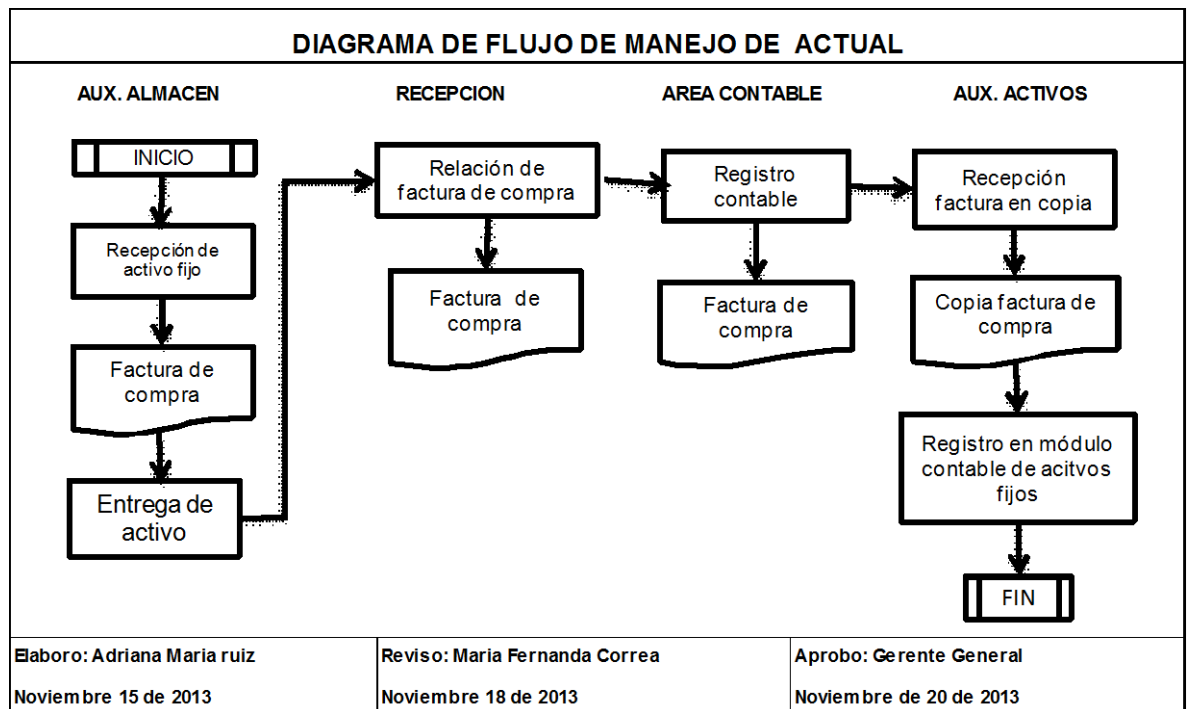 DIAGRAMA DE FLUJO DE MANEJO DE ACTUAL
AUX. ALMACEN
INICIO
Recepción de
activo fijo
Factura de
compra
Entrega de
activo
RECEPCION
Relación de
factura de compra
Factura de
compra
AREA CONTABLE
Registro
contable
Factura de
compra
AUX. ACTIVOS
Recepción
factura en copia
Copia factura de
compra
Registro en módulo
contable de acitvos
fijos
FIN
Elaboro: Adriana Maria ruiz
Noviembre 15 de 2013
Reviso: Maria Fernanda Correa
Noviembre 18 de 2013
Aprobo: Gerente General
Noviembre de 20 de 2013